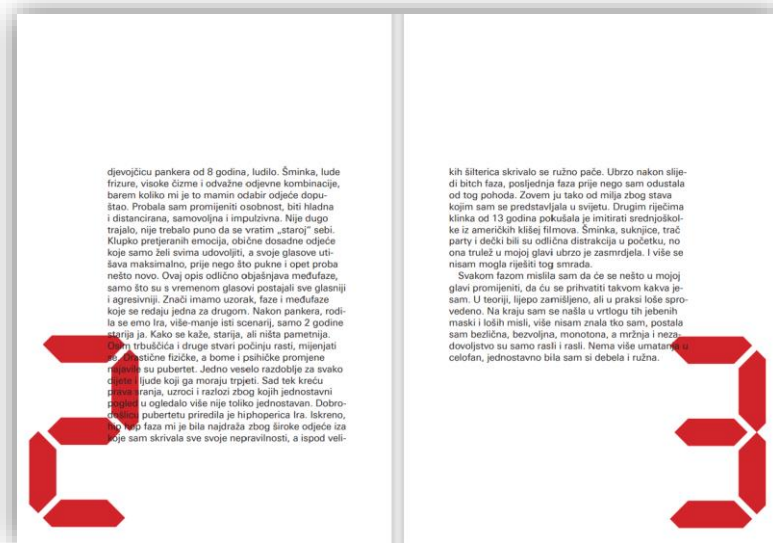 djevojčicu pankera od 8 godina, ludilo. Šminka, lude
frizure, visoke čizme i odvažne odjevne kombinacije,
barem koliko mi je to mamin odabir odjeće dopu-
štao. Probala sam promijeniti osobnost, biti hladna
i distancirana, samovoljna i impulzivna. Nije dugo
trajalo, nije trebalo puno da se vratim „staroj” sebi.
Klupko pretjeranih emocija, obične dosadne odjeće
koje samo želi svima udovoljiti, a svoje glasove uti-
šava maksimalno, prije nego što pukne i opet proba
nešto novo. Ovaj opis odlično objašnjava međufaze,
samo što su s vremenom glasovi postajali sve glasniji
i agresivniji. Znači imamo uzorak, faze i međufaze
koje se redaju jedna za drugom. Nakon pankera, rodi-
la se emo Ira, više-manje isti scenarij, samo 2 godine
starija ja. Kako se kaže, starija, ali ništa pametnija.
Osim trbuščića i druge stvari počinju rasti, mijenjati
se. Drastične fizičke, a bome i psihičke promjene
najavile su pubertet. Jedno veselo razdoblje za svako
dijete i ljude koji ga moraju trpjeti. Sad tek kreću
prava sranja, uzroci i razlozi zbog kojih jednostavni
pogled u ogledalo više nije toliko jednostavan. Dobro-
došlicu pubertetu priredila je hiphoperica Ira. Iskreno,
hip hop faza mi je bila najdraža zbog široke odjeće iza
koje sam skrivala sve svoje nepravilnosti, a ispod veli-
2
kih šilterica skrivalo se ružno pače. Ubrzo nakon slije-
di bitch faza, posljednja faza prije nego sam odustala
od tog pohoda. Zovem ju tako od milja zbog stava
kojim sam se predstavljala u svijetu. Drugim riječima
klinka od 13 godina pokušala je imitirati srednjoškol-
ke iz američkih klišej filmova. Šminka, suknjice, trač
party i dečki bili su odlična distrakcija u početku, no
ona trulež u mojoj glavi ubrzo je zasmrdjela. I više se
nisam mogla riješiti tog smrada.
Svakom fazom mislila sam da će se nešto u mojoj
glavi promijeniti, da ću se prihvatiti takvom kakva je-
sam. U teoriji, lijepo zamišljeno, ali u praksi loše spro-
vedeno. Na kraju sam se našla u vrtlogu tih jebenih
maski i loših misli, više nisam znala tko sam, postala
sam bezlična, bezvoljna, monotona, a mržnja i neza-
dovoljstvo su samo rasli i rasli. Nema više umatanja u
celofan, jednostavno bila sam si debela i ružna.
3